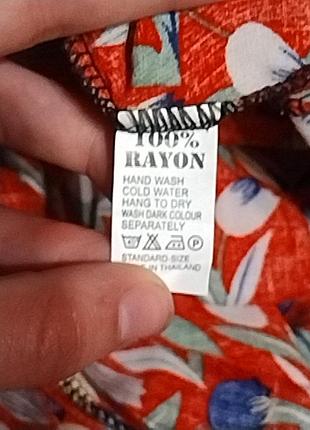 100%
RAYON
HAND WASH
COLD WATER
HANG TO DRY
WASH DARK COLOUR
SEPARATELY
P
STANDARD-SIZE
IN THAILAND